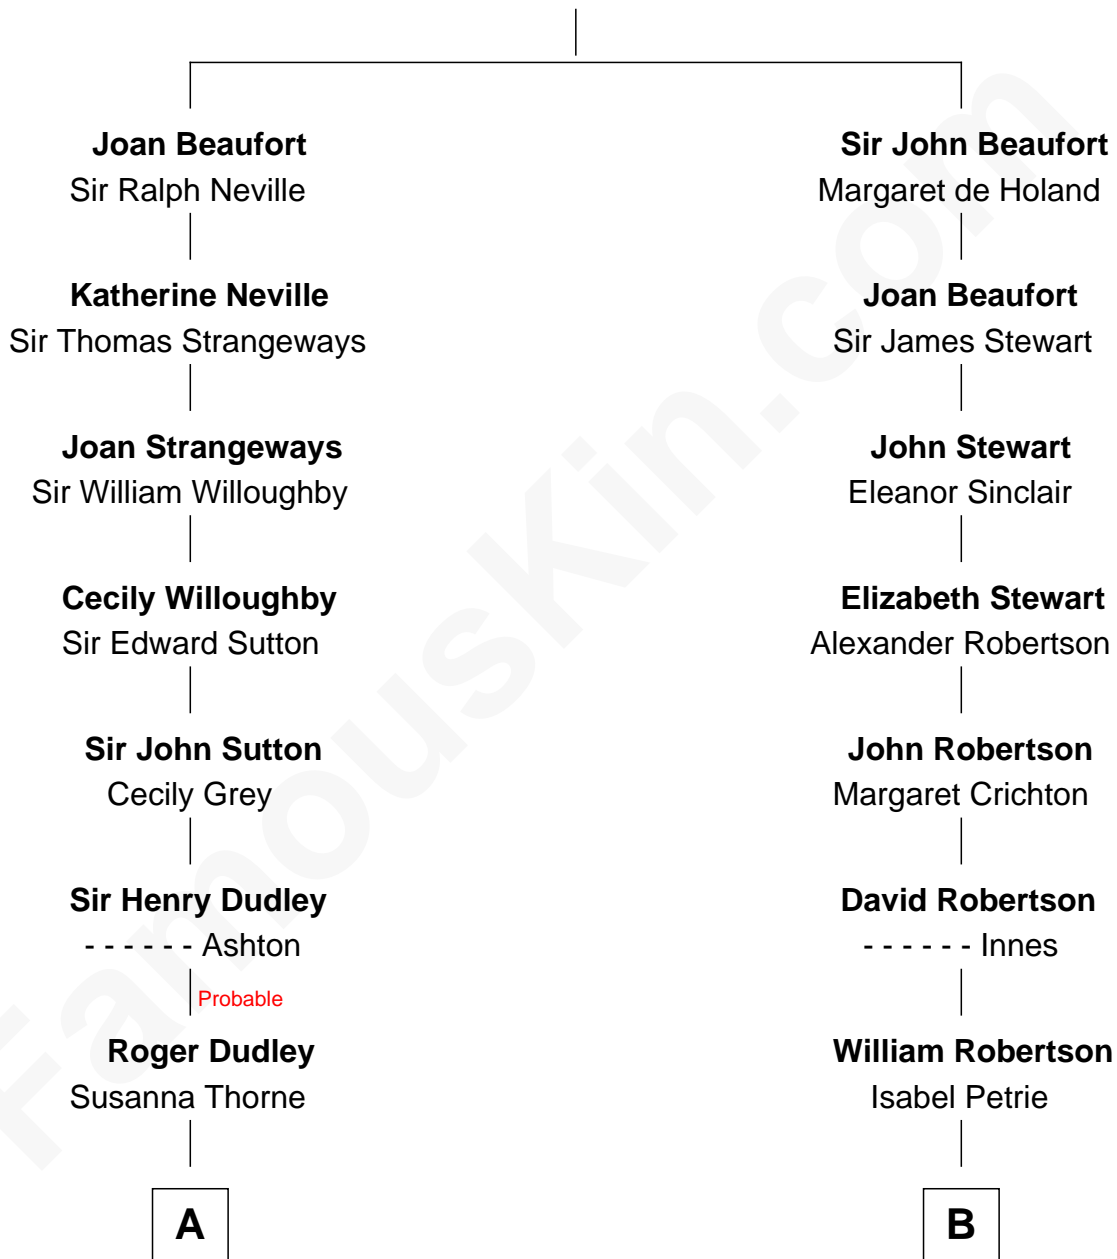 Joan Beaufort
Sir Ralph Neville
Katherine Neville
Sir Thomas Strangeways
Joan Strangeways
Sir William Willoughby
Cecily Willoughby
Sir Edward Sutton
Sir John Sutton
Cecily Grey
Sir Henry Dudley
- - - - - - Ashton
Probable
Roger Dudley
Susanna Thorne
A
Sir John Beaufort
Margaret de Holand
Joan Beaufort
Sir James Stewart
John Stewart
Eleanor Sinclair
Elizabeth Stewart
Alexander Robertson
John Robertson
Margaret Crichton
David Robertson
- - - - - - Innes
William Robertson
Isabel Petrie
B
FamousKin.com